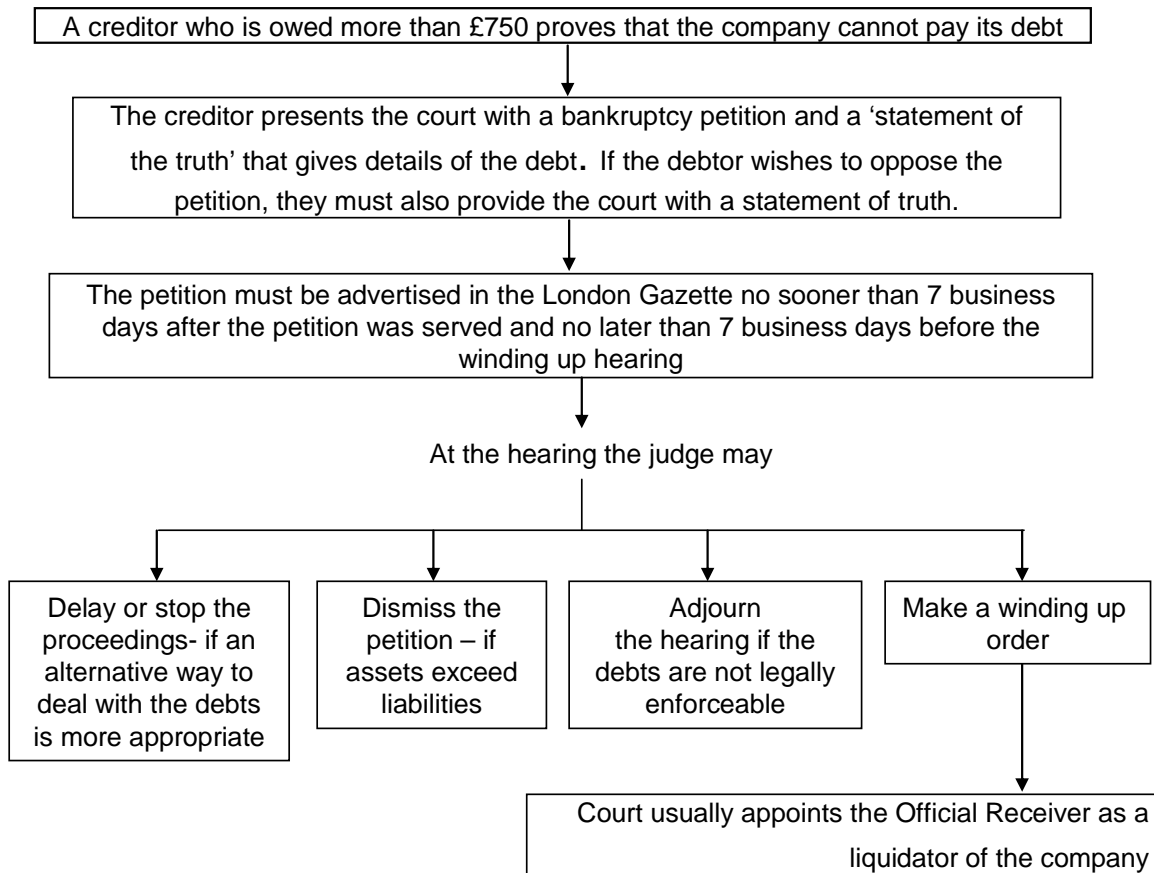 A creditor who is owed more than £750 proves that the company cannot pay its debt
The creditor presents the court with a bankruptcy petition and a ‘statement of
the truth’ that gives details of the debt. If the debtor wishes to oppose the
petition, they must also provide the court with a statement of truth.
The petition must be advertised in the London Gazette no sooner than 7 business
days after the petition was served and no later than 7 business days before the
winding up hearing
At the hearing the judge may
Delay or stop the
proceedings- if an
alternative way to
deal with the debts
is more appropriate
Dismiss the
petition – if
assets exceed
liabilities
Adjourn
the hearing if the
debts are not legally
enforceable
Make a winding up
order
Court usually appoints the Official Receiver as a
liquidator of the company